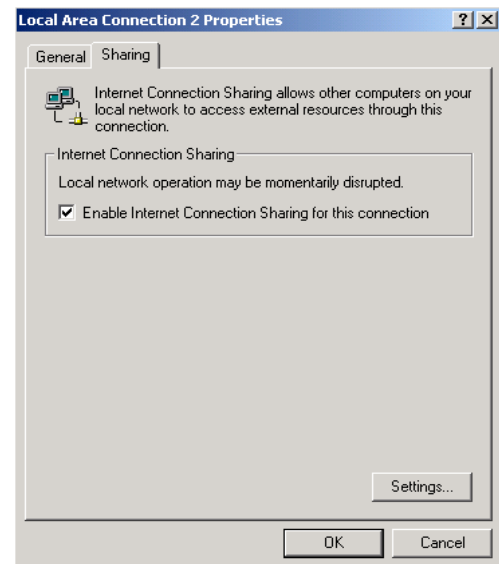 Local Area Connection 2 Properties
General Sharing
Internet Connection Sharing allows other computers on your
local network to access external resources through this
connection.
Internet Connection Sharing
Local network operation may be momentarily disrupted.
Enable Internet Connection Sharing for this connection
Settings...
OK Cancel